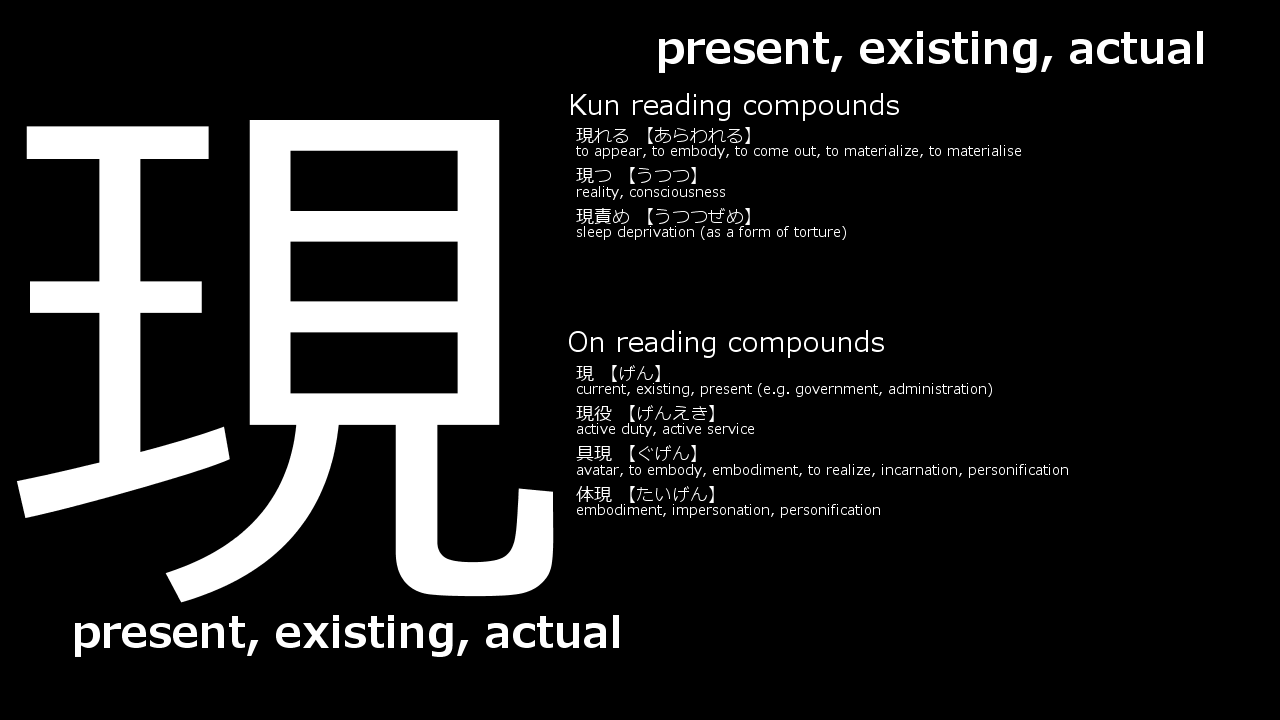 present, existing, actual
現
Kun reading compounds
現れる 【あらわれる】
to appear, to embody, to come out, to materialize, to materialise
現つ 【うつつ】
reality, consciousness
現責め 【うつつぜめ】
sleep deprivation (as a form of torture)
On reading compounds
現 【げん】
current, existing, present (e.g. government, administration)
現役 【げんえき】
active duty, active service
具現 【ぐげん】
avatar, to embody, embodiment, to realize, incarnation, personification
体現 【たいげん】
embodiment, impersonation, personification
present, existing, actual